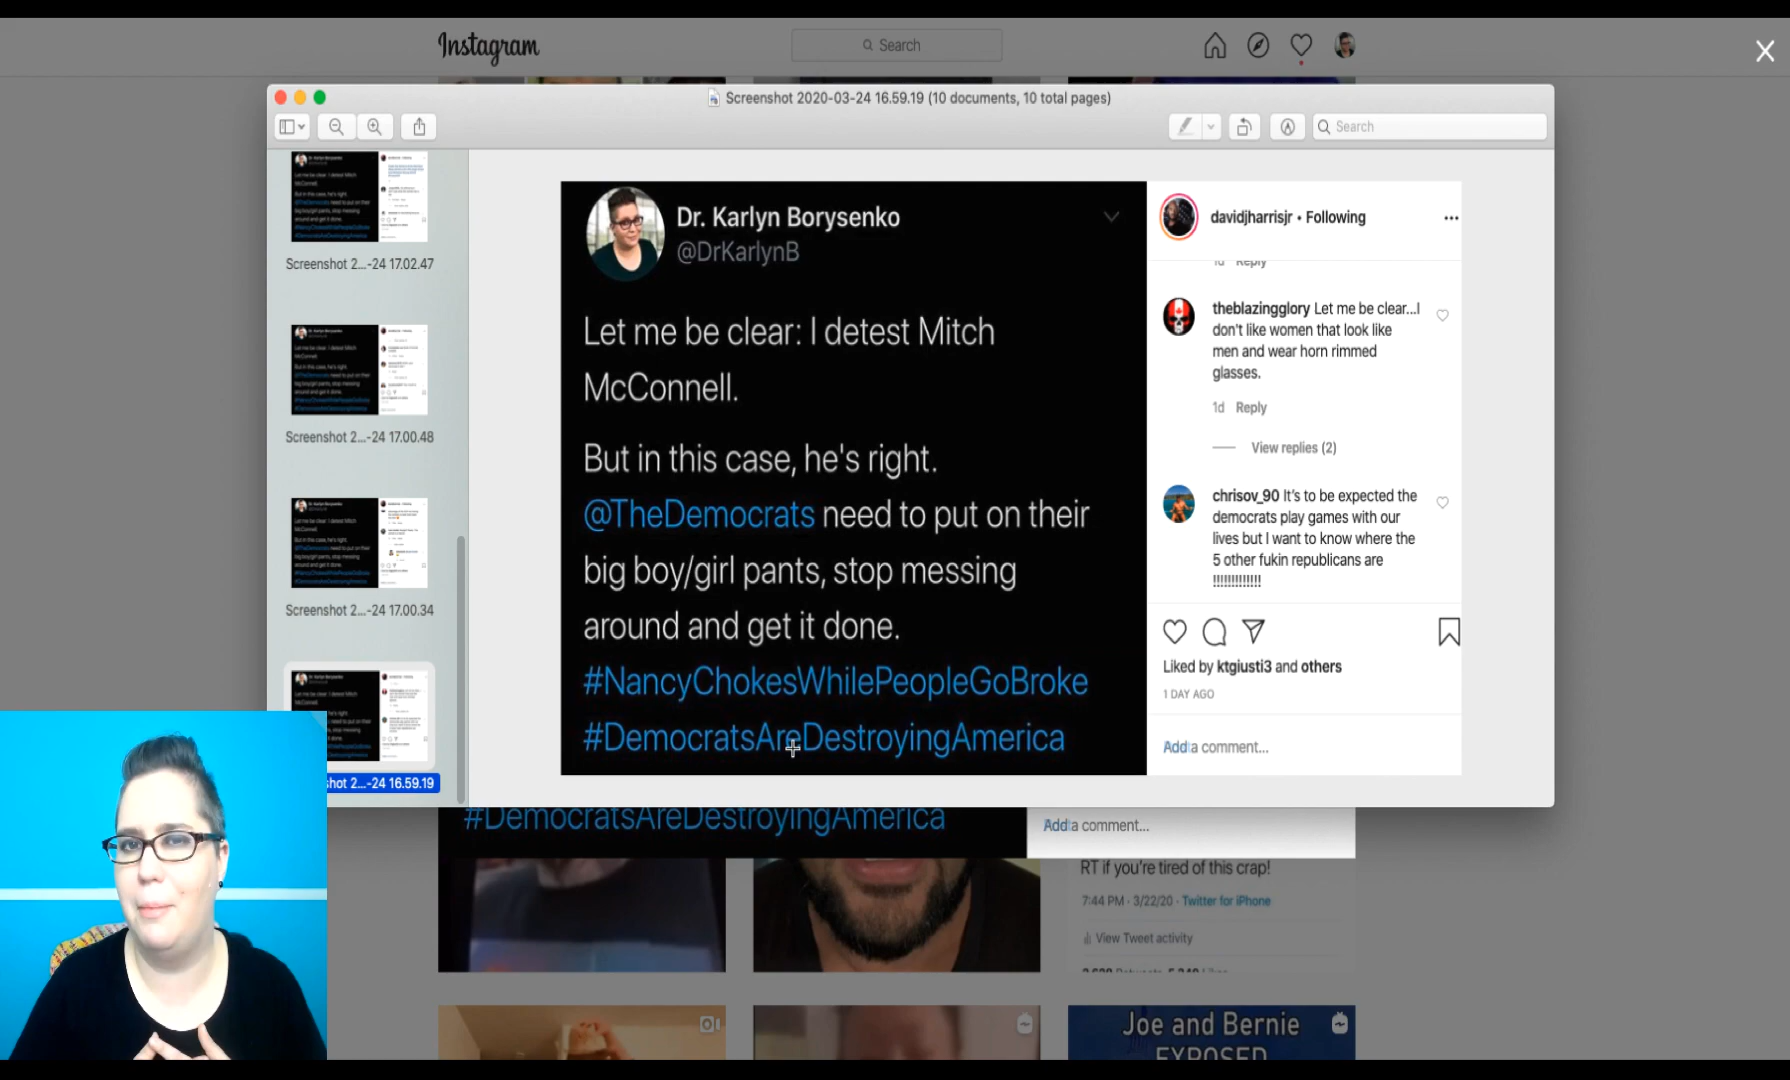 Instagram
Search
Screenshot 2020-03-24 16.59.19 (10 documents, 10 total pages)
Search
Screenshot 2...-24 17.02.47
Screenshot 2...-24 17.00.48
Screenshot 2...-24 17.00.34
shot 2...-24 16.59.19
Dr. Karlyn Borysenko
@DrKarlynB
Let me be clear: I detest Mitch
McConnell.
But in this case, he's right.
@TheDemocrats need to put on their
big boy/girl pants, stop messing
around and get it done.
#NancyChokesWhilePeopleGoBroke
#DemocratsAreDestroyingAmerica
davidjharrisjr • Following
1d Reply
theblazingglory Let me be clear...I
don't like women that look like
men and wear horn rimmed
glasses.
1d Reply
View replies (2)
chrisov_90 It's to be expected the
democrats play games with our
lives but I want to know where the
5 other fukin republicans are
!!!!!!!!!!!!!
Liked by ktgiusti3 and others
1 DAY AGO
Add a comment...
#DemocratsAreDestroyingAmerica
Add a comment...
RT if you're tired of this crap!
7:44 PM · 3/22/20 · Twitter for iPhone
View Tweet activity
Joe and Bernie
EXPOSED